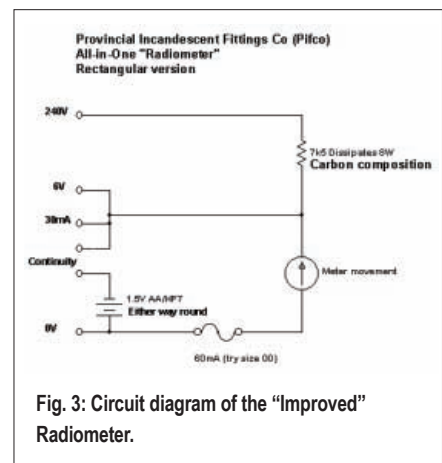 Provincial Incandescent Fittings Co (Pifco)
All-in-One "Radiometer"
Rectangular version
240V
7k5 Dissipates 8W
Carbon composition
6V
30mA
Continuity
Meter movement
1.5V AA/HP7
Either way round
0V
60mA (try size 00)
Fig. 3: Circuit diagram of the “Improved”
Radiometer.